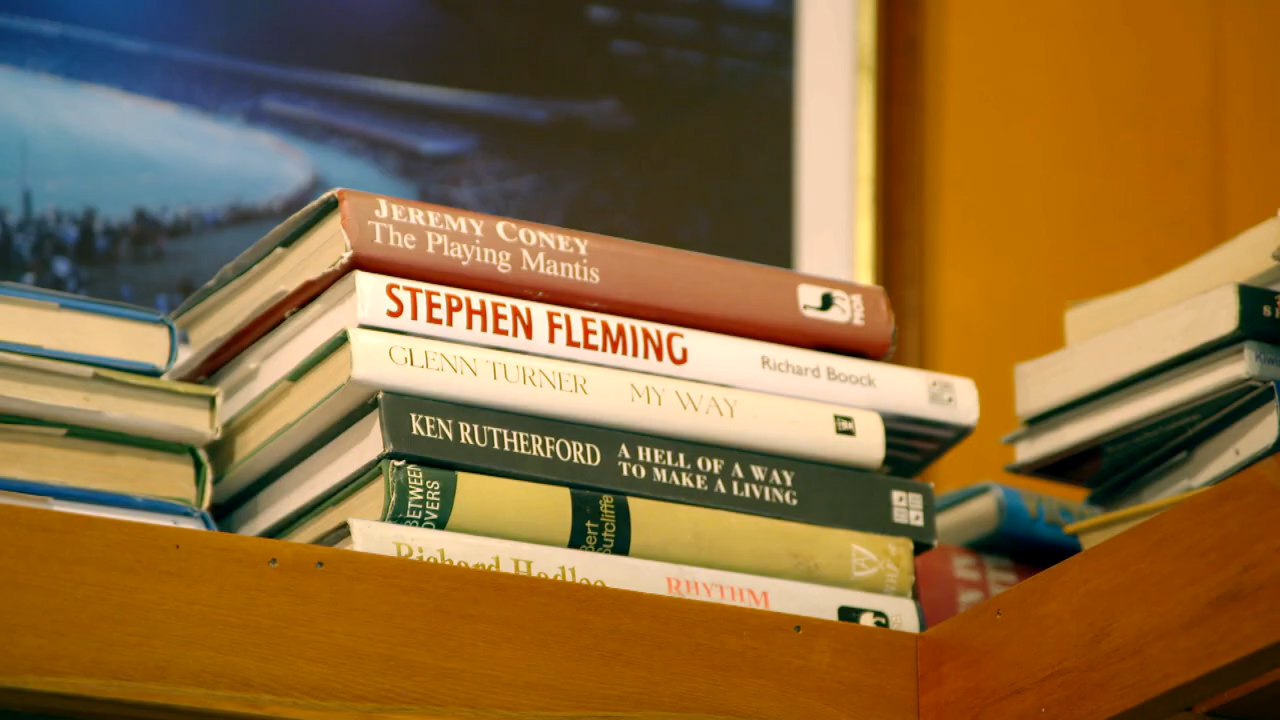 JEREMY CONEY
The Playing Mantis
MOA
STEPHEN FLEMING
Richard Boock
GLENN TURNER MY WAY
KEN RUTHERFORD
A HELL OF A WAY
TO MAKE A LIVING
BETWEEN
OVERS
Bert
Sutcliffe
Richard Hadlee
RHYTHM